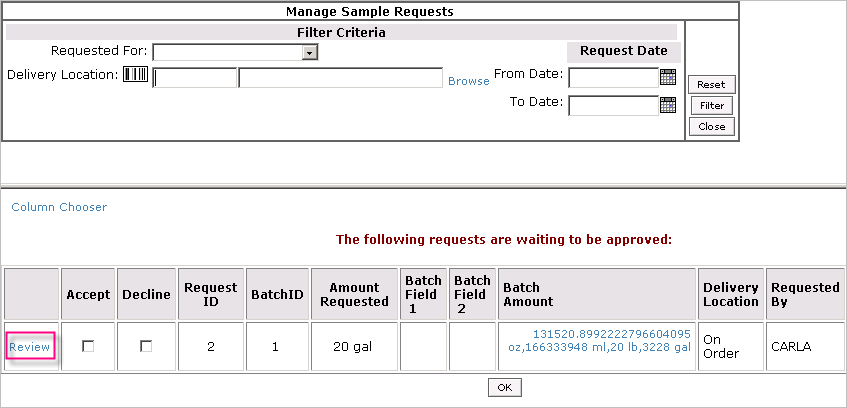 Manage Sample Requests
Filter Criteria
Requested For:
Request Date
Delivery Location:
Browse
From Date:
To Date:
Reset
Filter
Close
Column Chooser
The following requests are waiting to be approved:
Accept
Decline
Request
ID
BatchID
Amount
Requested
Batch
Field
1
Batch
Field
2
Batch
Amount
Delivery
Location
Requested
By
Review
2
1
20 gal
131520.8992222796604095
oz,166333948 ml,20 lb,3228 gal
On
Order
CARLA
OK